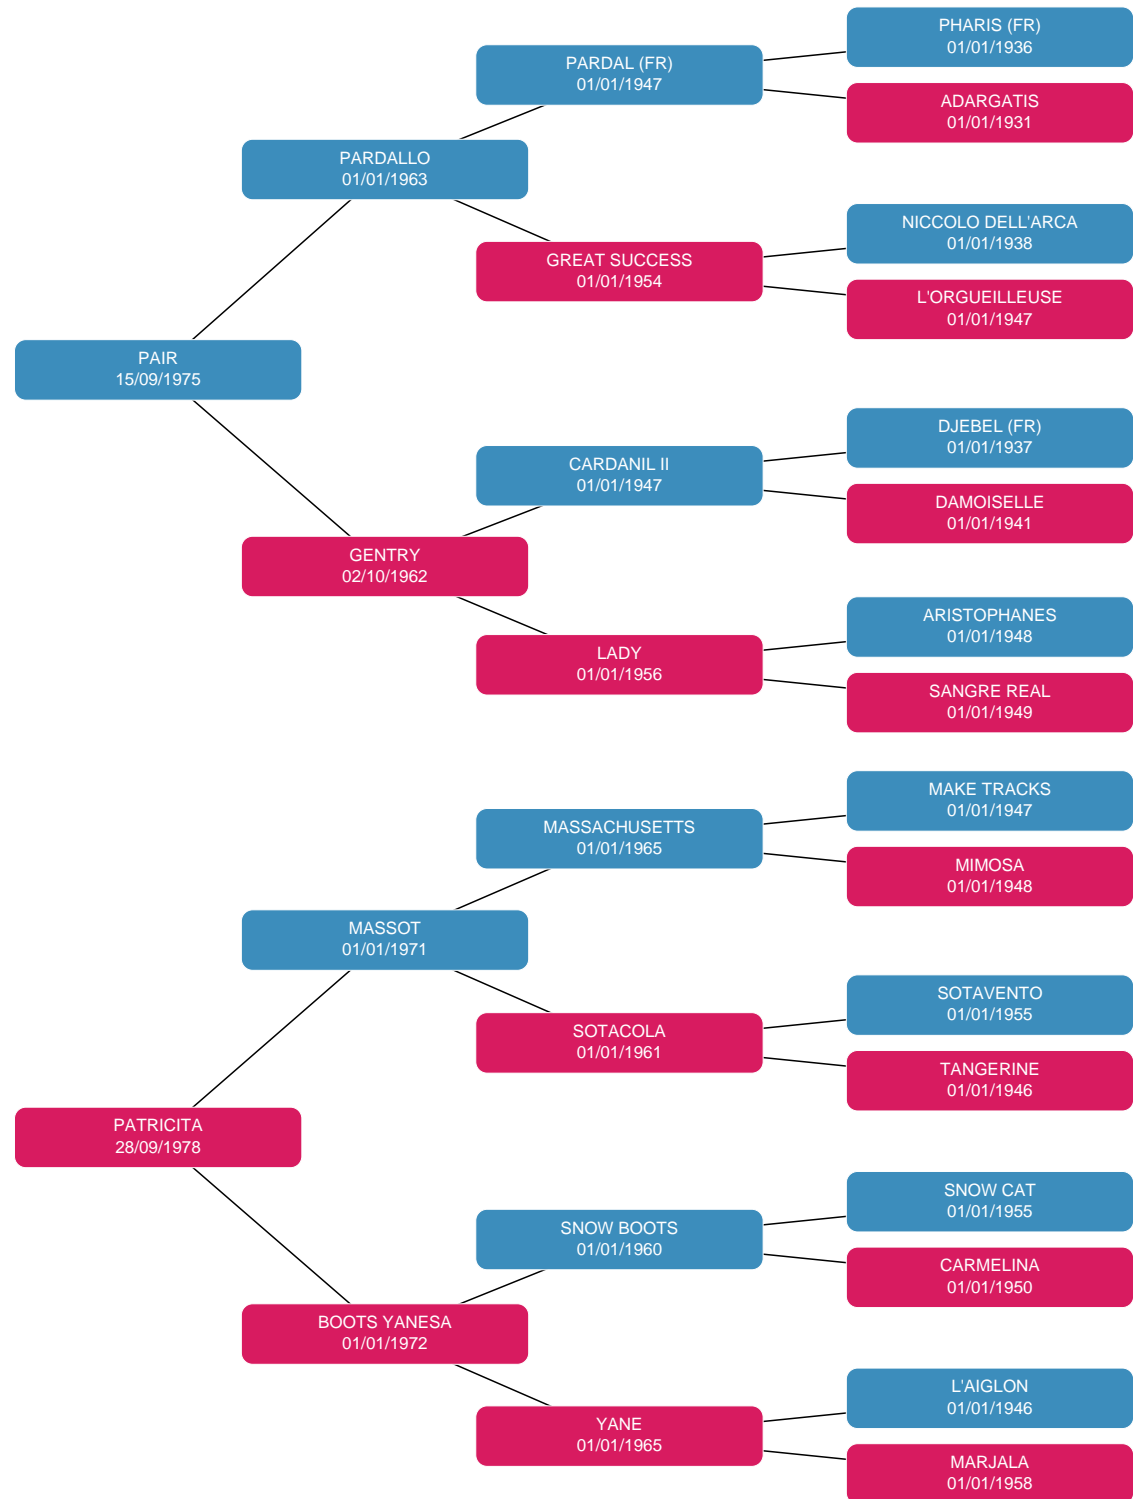 PHARIS (FR)
01/01/1936
PARDAL (FR)
01/01/1947
ADARGATIS
01/01/1931
PARDALLO
01/01/1963
NICCOLO DELL'ARCA
01/01/1938
GREAT SUCCESS
01/01/1954
L'ORGUEILLEUSE
01/01/1947
PAIR
15/09/1975
DJEBEL (FR)
01/01/1937
CARDANIL II
01/01/1947
DAMOISELLE
01/01/1941
GENTRY
02/10/1962
ARISTOPHANES
01/01/1948
LADY
01/01/1956
SANGRE REAL
01/01/1949
MAKE TRACKS
01/01/1947
MASSACHUSETTS
01/01/1965
MIMOSA
01/01/1948
MASSOT
01/01/1971
SOTAVENTO
01/01/1955
SOTACOLA
01/01/1961
TANGERINE
01/01/1946
PATRICITA
28/09/1978
SNOW CAT
01/01/1955
SNOW BOOTS
01/01/1960
CARMELINA
01/01/1950
BOOTS YANESA
01/01/1972
L'AIGLON
01/01/1946
YANE
01/01/1965
MARJALA
01/01/1958